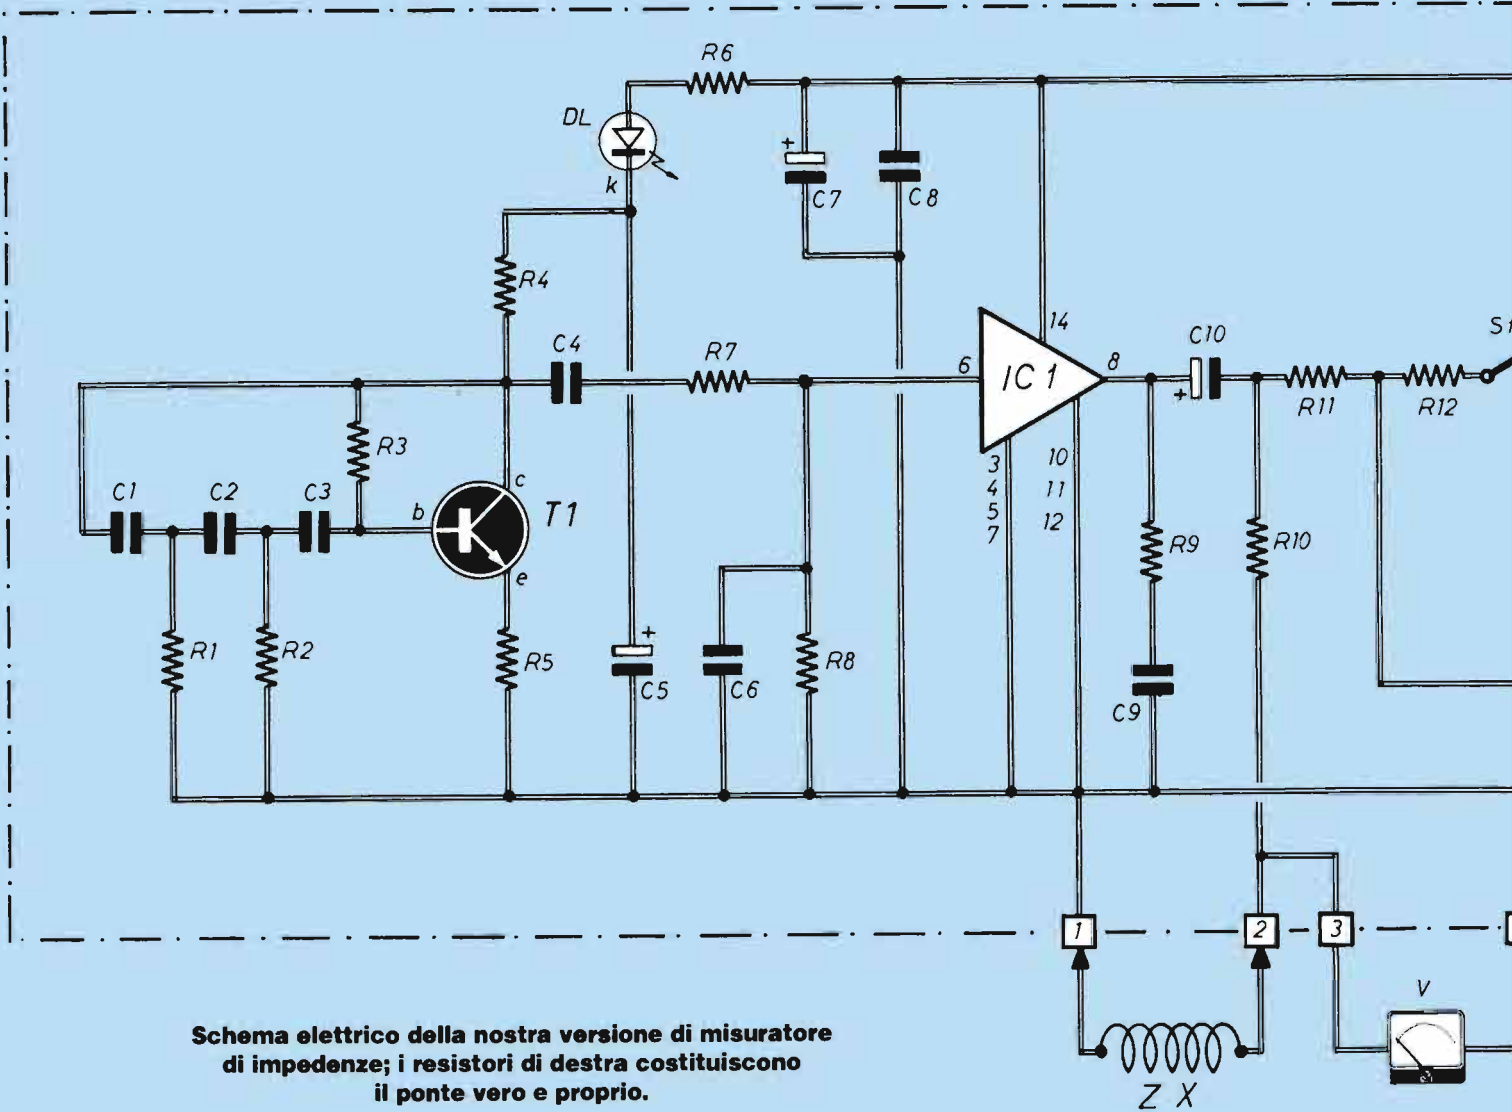 R6
DL
+
C7
C8
k
R4
14
C4
R7
6
IC 1
8
C10
+
R11
R12
R3
c
3
4
5
7
10
11
12
C1
C2
C3
b
T1
e
R9
R10
R1
R2
R5
+
C5
C6
R8
C9
1
2
3
V
Z X
Schema elettrico della nostra versione di misuratore
di impedenze; i resistori di destra costituiscono
il ponte vero e proprio.